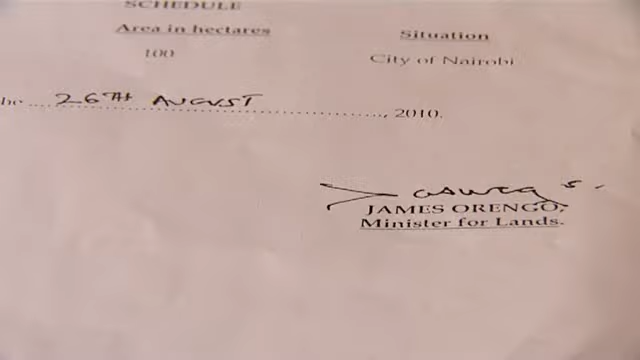 SCHEDULE
Area in hectares Situation
100 City of Nairobi
26TH AUGUST, 2010.
JAMES ORENGO,
Minister for Lands.